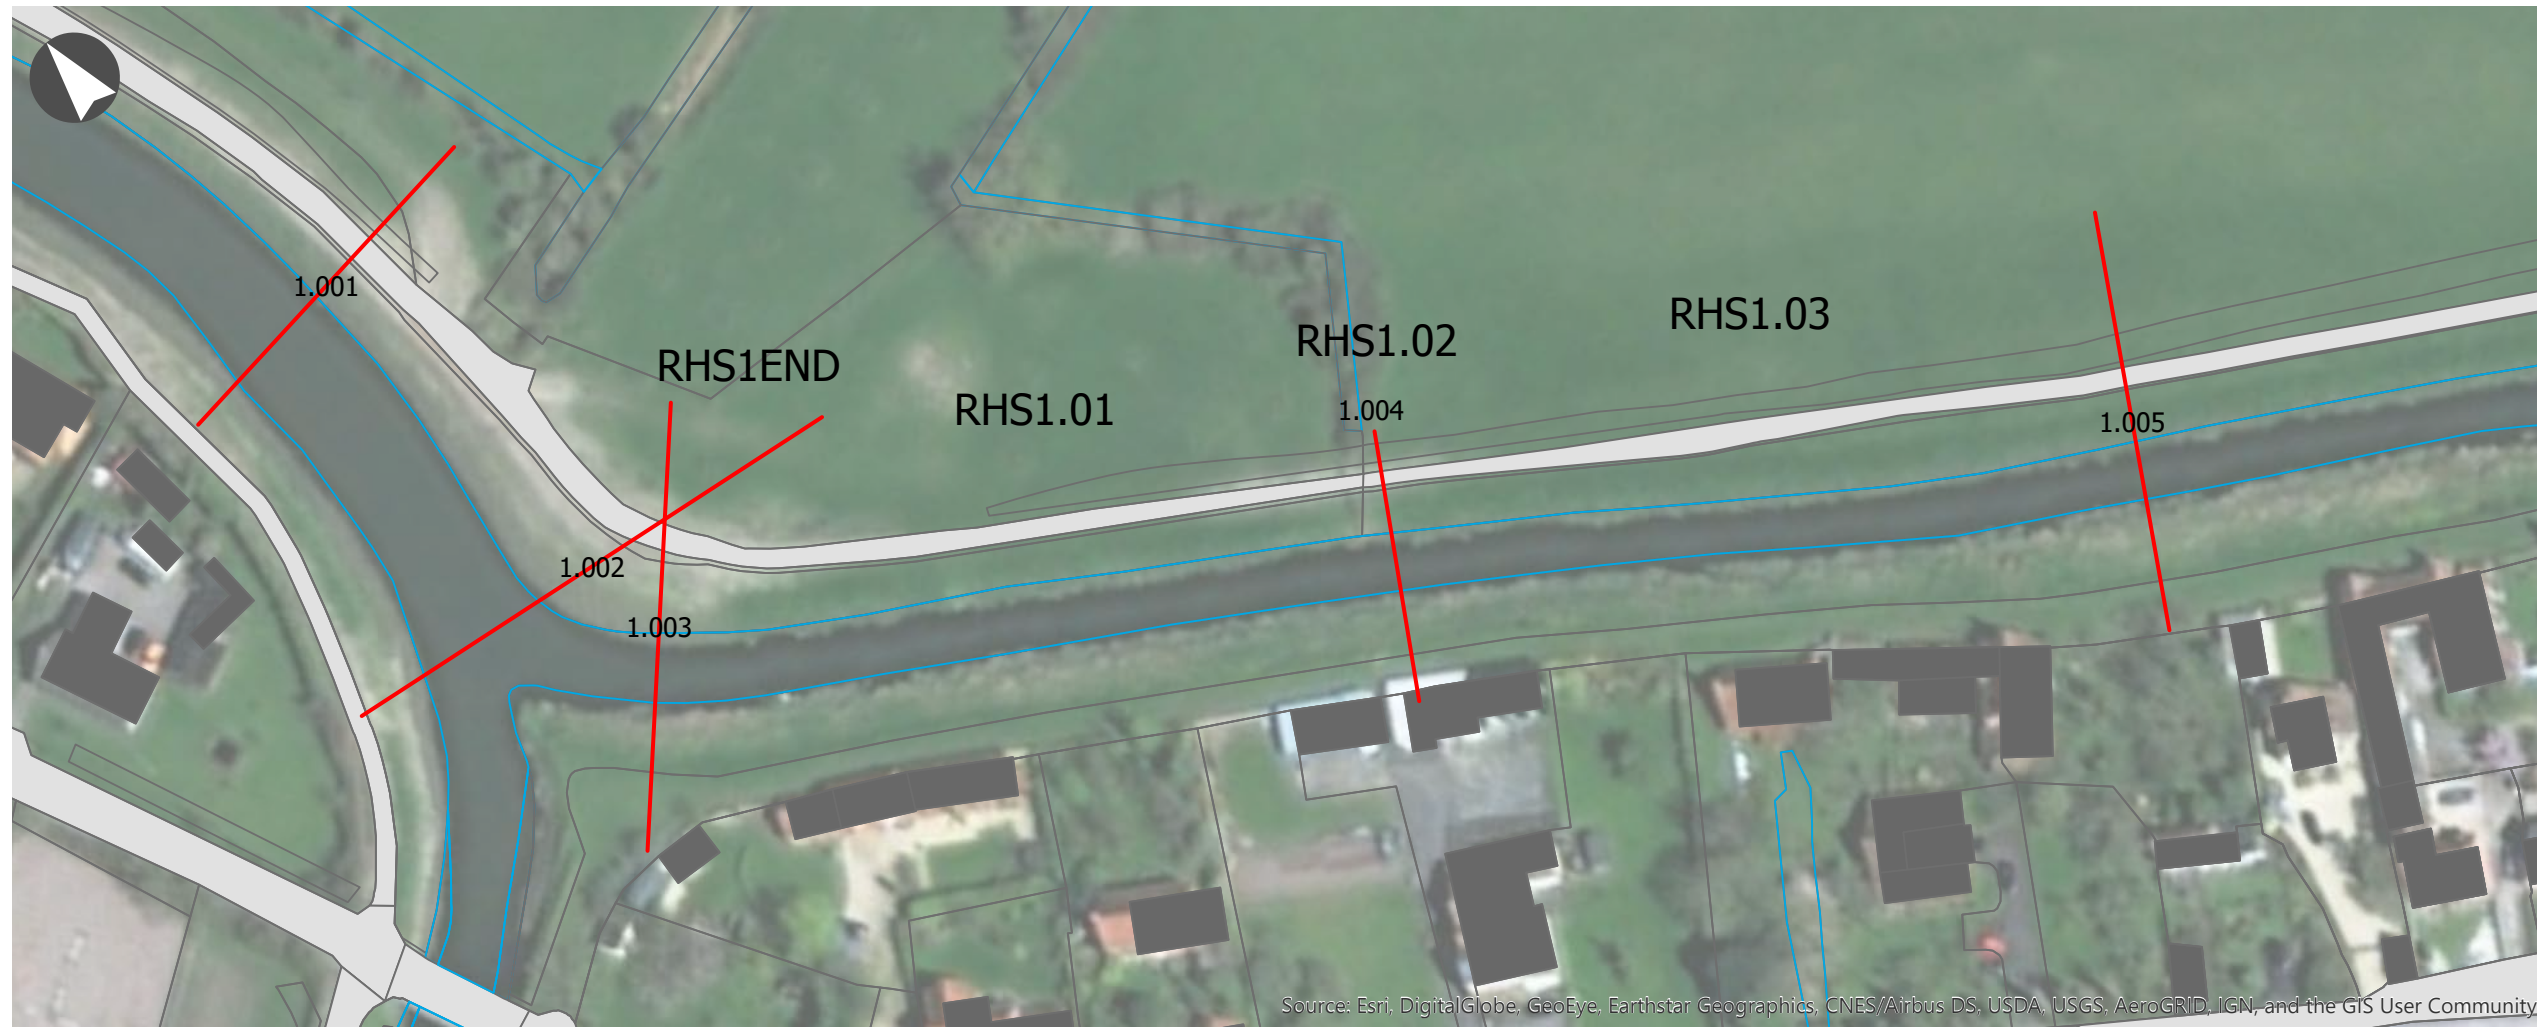 1.001
RHS1END
RHS1.01
RHS1.02
RHS1.03
1.002
1.003
1.004
1.005
Source: Esri, DigitalGlobe, GeoEye, Earthstar Geographics, CNES/Airbus DS, USDA, USGS, AeroGRID, IGN, and the GIS User Community